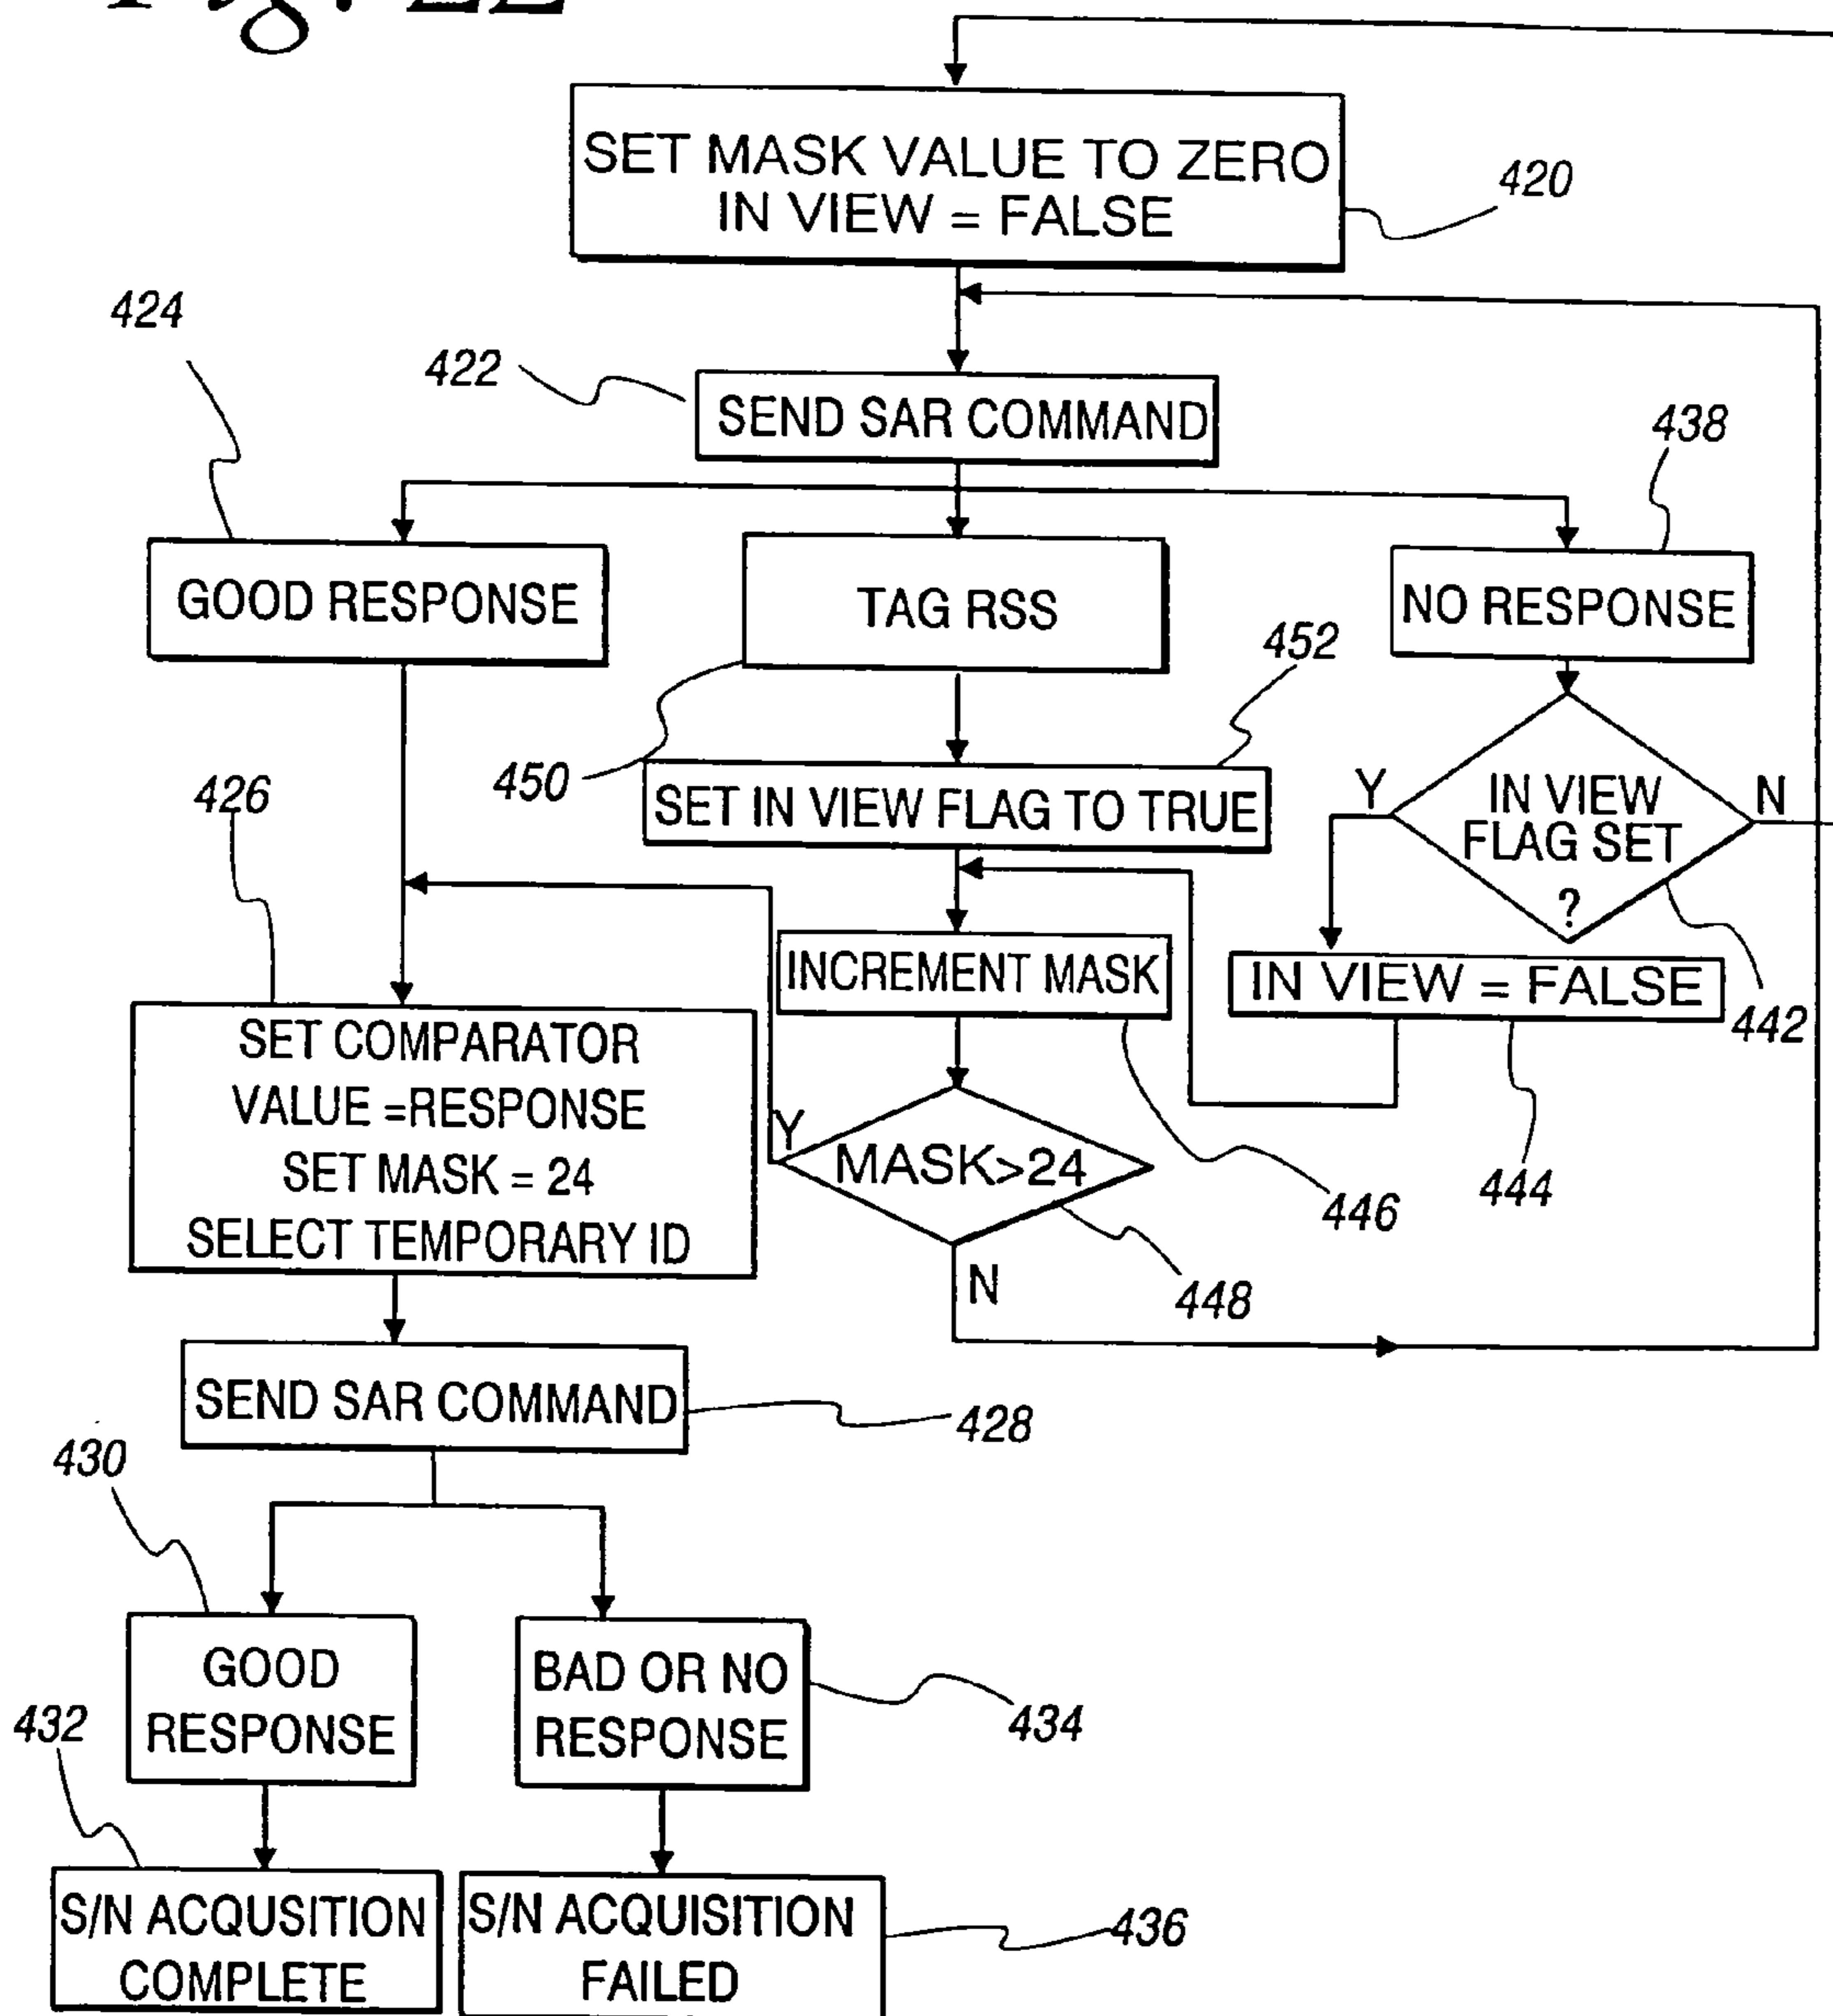 Fig. 22
SET MASK VALUE TO ZERO
IN VIEW = FALSE
420
424
422
SEND SAR COMMAND
438
GOOD RESPONSE
TAG RSS
NO RESPONSE
452
450
426
SET IN VIEW FLAG TO TRUE
Y
IN VIEW
FLAG SET
?
N
INCREMENT MASK
IN VIEW = FALSE
442
SET COMPARATOR
VALUE =RESPONSE
SET MASK = 24
SELECT TEMPORARY ID
Y
MASK>24
446
444
N
448
SEND SAR COMMAND
428
430
GOOD
RESPONSE
BAD OR NO
RESPONSE
434
432
S/N ACQUSITION
COMPLETE
S/N ACQUISITION
FAILED
436